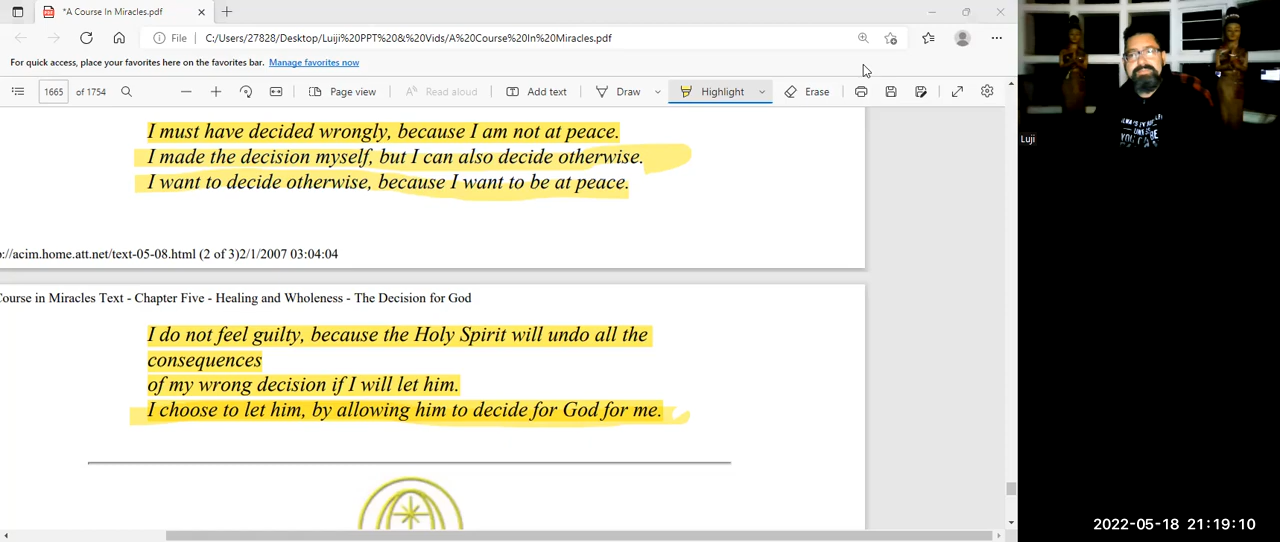 *A Course In Miracles.pdf
File C:/Users/27828/Desktop/Luiji%20PPT%20&%20Vids/A%20Course%20In%20Miracles.pdf
For quick access, place your favorites here on the favorites bar. Manage favorites now
1665 of 1754 Page view Read aloud Add text Draw Highlight Erase
I must have decided wrongly, because I am not at peace.
I made the decision myself, but I can also decide otherwise.
I want to decide otherwise, because I want to be at peace.
://acim.home.att.net/text-05-08.html (2 of 3)2/1/2007 03:04:04
Course in Miracles Text - Chapter Five - Healing and Wholeness - The Decision for God
I do not feel guilty, because the Holy Spirit will undo all the
consequences
of my wrong decision if I will let him.
I choose to let him, by allowing him to decide for God for me.
Luji
2022-05-18 21:19:10